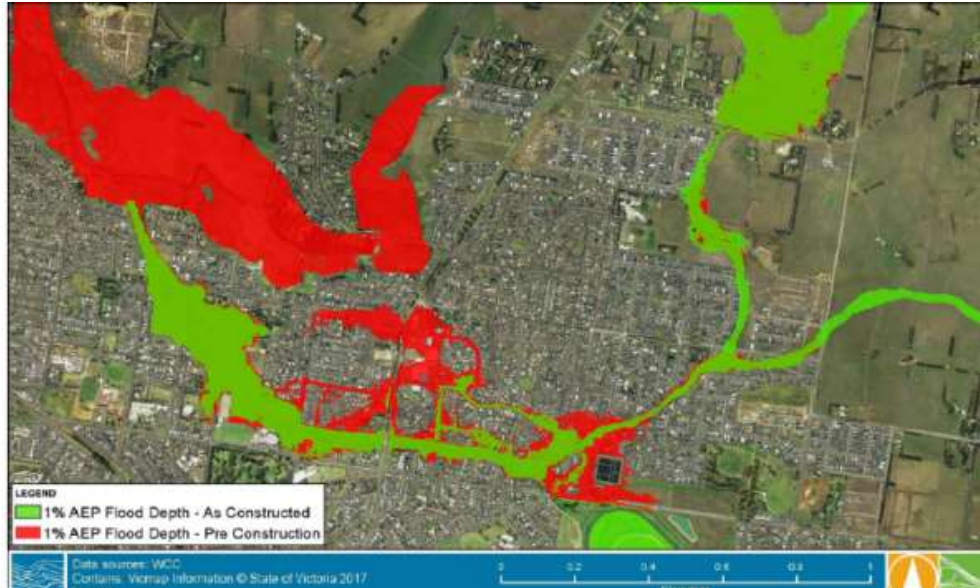 LEGEND
1% AEP Flood Depth - As Constructed
1% AEP Flood Depth - Pre Construction
Data sources: WCC
Contains: Vicmap Information © State of Victoria 2017
0 0.2 0.4 0.6 0.8 1